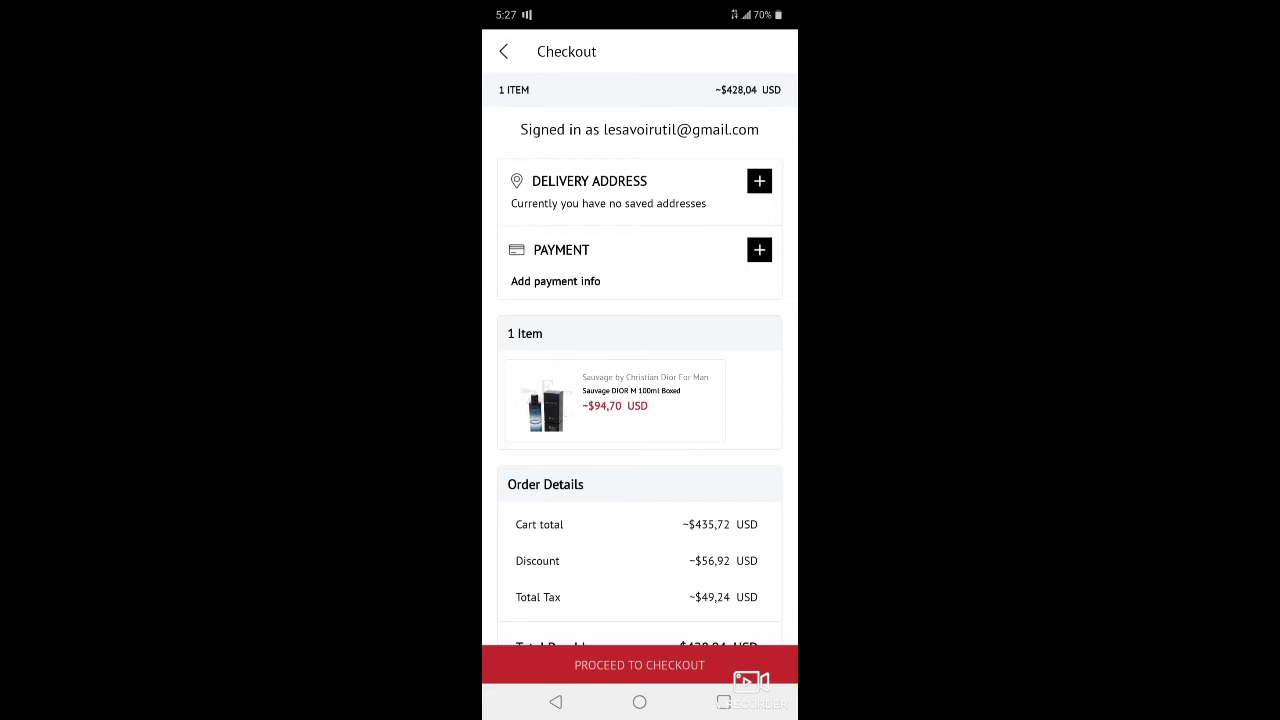 5:27
70%
Checkout
1 ITEM ~$428,04 USD
Signed in as lesavoirutil@gmail.com
DELIVERY ADDRESS
Currently you have no saved addresses
PAYMENT
Add payment info
1 Item
Sauvage by Christian Dior For Man
Sauvage DIOR M 100ml Boxed
~$94,70 USD
Order Details
Cart total ~$435,72 USD
Discount ~$56,92 USD
Total Tax ~$49,24 USD
PROCEED TO CHECKOUT
RECORDER